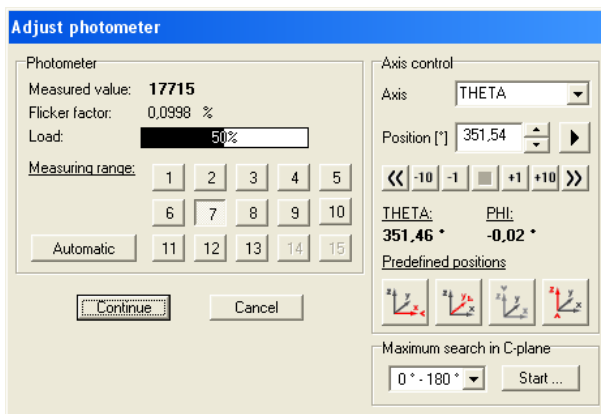 Adjust photometer
Photometer
Measured value: 17715
Flicker factor: 0,0998 %
Load: 50%
Measuring range: 1 2 3 4 5
6 7 8 9 10
Automatic 11 12 13 14 15
Continue Cancel
Axis control
Axis THETA
Position [°] 351,54
-10 -1 +1 +10
THETA: PHI:
351,46 ° -0,02 °
Predefined positions
z y x z y x z y x z y x
Maximum search in C-plane
0 ° - 180 ° Start ...